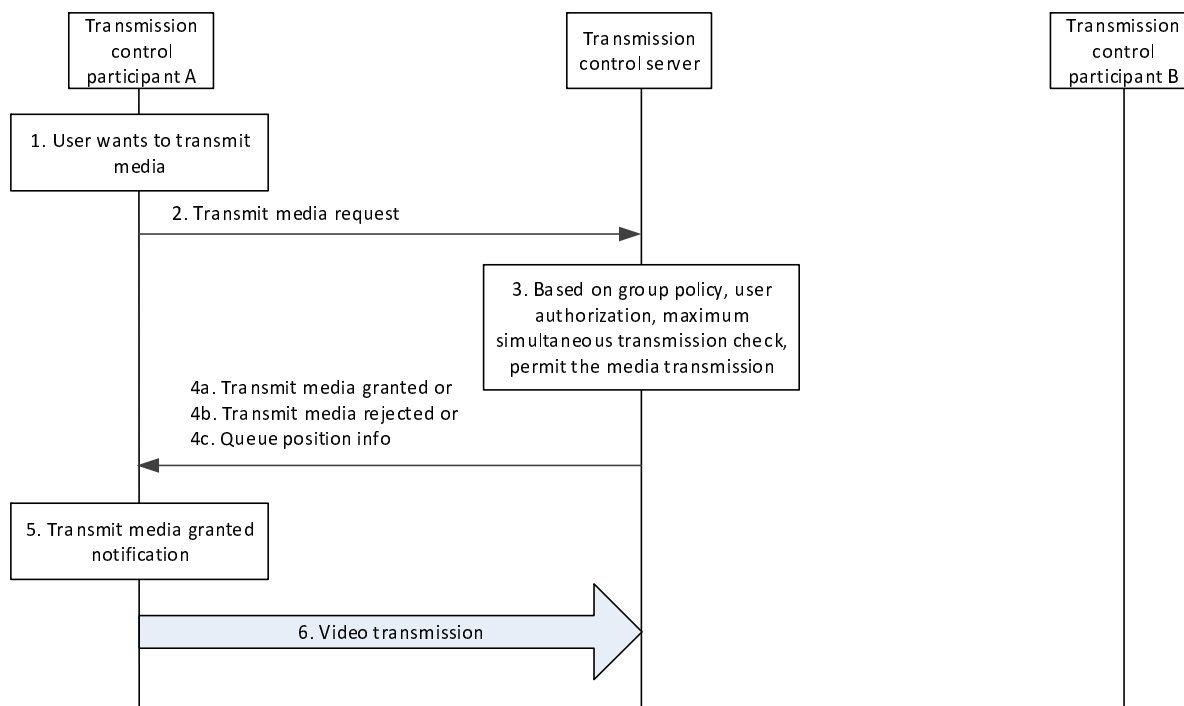 Transmission
control
participant A
Transmission
control server
Transmission
control
participant B
1. User wants to transmit
media
2. Transmit media request
3. Based on group policy, user
authorization, maximum
simultaneous transmission check,
permit the media transmission
4a. Transmit media granted or
4b. Transmit media rejected or
4c. Queue position info
5. Transmit media granted
notification
6. Video transmission